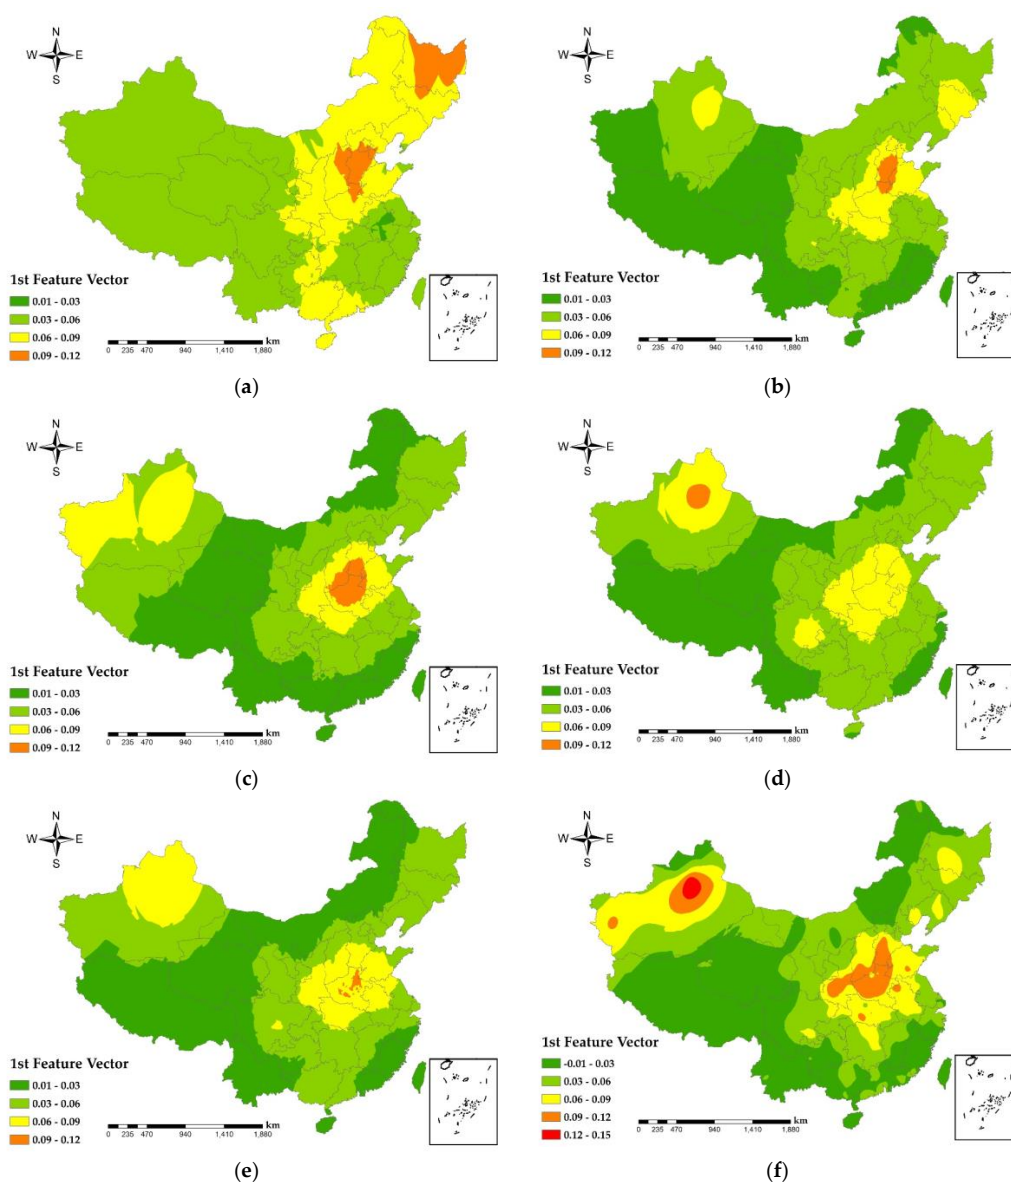 N
W E
S
1st Feature Vector
0.01 - 0.03
0.03 - 0.06
0.06 - 0.09
0.09 - 0.12
km
0 235 470 940 1,410 1,880
(a)
N
W E
S
1st Feature Vector
0.01 - 0.03
0.03 - 0.06
0.06 - 0.09
0.09 - 0.12
km
0 235 470 940 1,410 1,880
(b)
N
W E
S
1st Feature Vector
0.01 - 0.03
0.03 - 0.06
0.06 - 0.09
0.09 - 0.12
km
0 235 470 940 1,410 1,880
(c)
N
W E
S
1st Feature Vector
0.01 - 0.03
0.03 - 0.06
0.06 - 0.09
0.09 - 0.12
km
0 235 470 940 1,410 1,880
(d)
N
W E
S
1st Feature Vector
0.01 - 0.03
0.03 - 0.06
0.06 - 0.09
0.09 - 0.12
km
0 235 470 940 1,410 1,880
(e)
N
W E
S
1st Feature Vector
-0.01 - 0.03
0.03 - 0.06
0.06 - 0.09
0.09 - 0.12
0.12 - 0.15
km
0 235 470 940 1,410 1,880
(f)